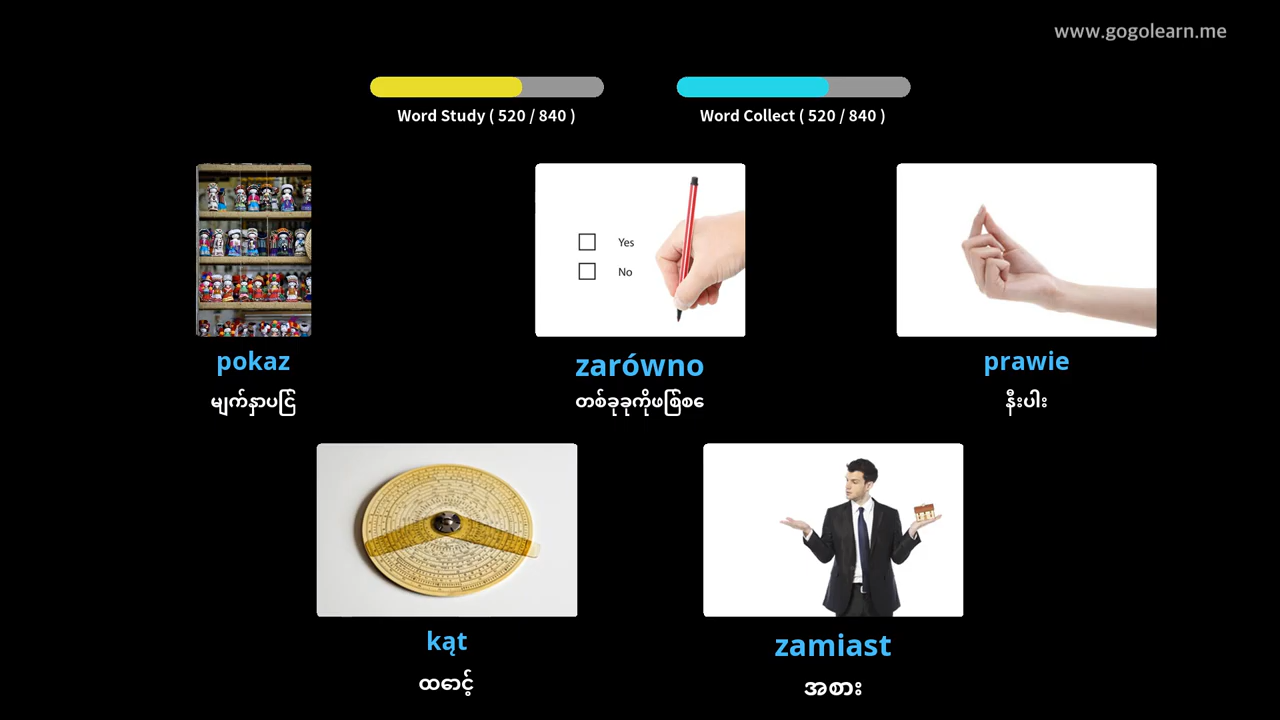 www.gogolearn.me
Word Study ( 520 / 840 )
Word Collect ( 520 / 840 )
Yes
No
pokaz
zarówno
prawie
မျက်နှာပြင်
တစ်ခုခုကိုဖြစ်စေ
နီးပါး
kąt
zamiast
ထောင့်
အစား